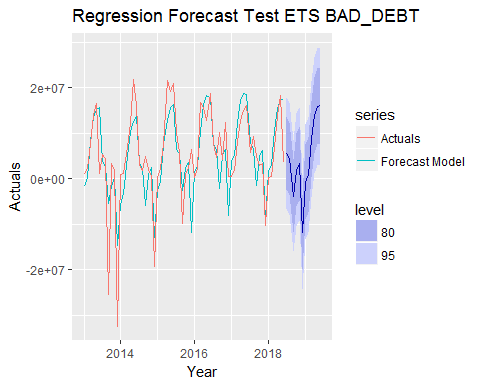 Regression Forecast Test ETS BAD_DEBT
2e+07
0e+00
-2e+07
Actuals
2014
2016
2018
Year
series
Actuals
Forecast Model
level
80
95